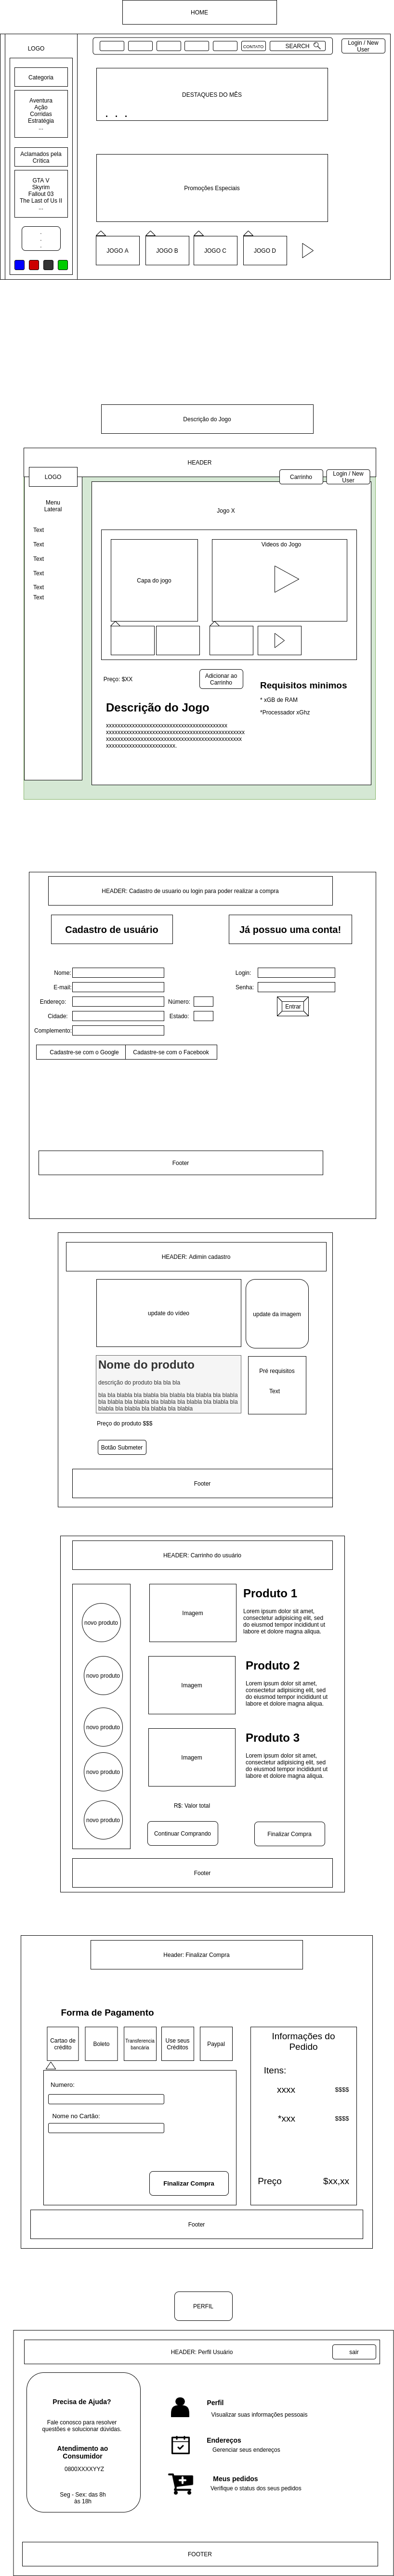 HOME
LOGO
CONTATO
SEARCH
Login / New
User
Categoria
Aventura
Ação
Corridas
Estratégia
...
Aclamados pela
Crítica
GTA V
Skyrim
Fallout 03
The Last of Us II
...
.
.
.
DESTAQUES DO MÊS
. . .
Promoções Especiais
JOGO A
JOGO B
JOGO C
JOGO D
Descrição do Jogo
HEADER
LOGO
Carrinho
Login / New
User
Menu
Lateral
Text
Text
Text
Text
Text
Text
Jogo X
Capa do jogo
Videos do Jogo
Preço: $XX
Adicionar ao
Carrinho
Descrição do Jogo
xxxxxxxxxxxxxxxxxxxxxxxxxxxxxxxxxxxxxxxxxx
xxxxxxxxxxxxxxxxxxxxxxxxxxxxxxxxxxxxxxxxxxxxxxxx
xxxxxxxxxxxxxxxxxxxxxxxxxxxxxxxxxxxxxxxxxxxxxxx
xxxxxxxxxxxxxxxxxxxxxxxx.
Requisitos minimos
* xGB de RAM
*Processador xGhz
HEADER: Cadastro de usuario ou login para poder realizar a compra
Cadastro de usuário
Já possuo uma conta!
Nome:
E-mail:
Endereço:
Número:
Cidade:
Estado:
Complemento:
Cadastre-se com o Google
Cadastre-se com o Facebook
Login:
Senha:
Entrar
Footer
HEADER: Adimin cadastro
update do vídeo
update da imagem
Nome do produto
descrição do produto bla bla bla
bla bla blabla bla blabla bla blabla bla blabla bla blabla
bla blabla bla blabla bla blabla bla blabla bla blabla bla
blabla bla blabla bla blabla bla blabla
Pré requisitos
Text
Preço do produto $$$
Botão Submeter
Footer
HEADER: Carrinho do usuário
novo produto
novo produto
novo produto
novo produto
novo produto
Imagem
Produto 1
Lorem ipsum dolor sit amet,
consectetur adipisicing elit, sed
do eiusmod tempor incididunt ut
labore et dolore magna aliqua.
Imagem
Produto 2
Lorem ipsum dolor sit amet,
consectetur adipisicing elit, sed
do eiusmod tempor incididunt ut
labore et dolore magna aliqua.
Imagem
Produto 3
Lorem ipsum dolor sit amet,
consectetur adipisicing elit, sed
do eiusmod tempor incididunt ut
labore et dolore magna aliqua.
R$: Valor total
Continuar Comprando
Finalizar Compra
Footer
Header: Finalizar Compra
Forma de Pagamento
Cartao de
crédito
Boleto
Transferencia
bancária
Use seus
Créditos
Paypal
Numero:
Nome no Cartão:
Finalizar Compra
Informações do
Pedido
Itens:
xxxx
$$$$
*xxx
$$$$
Preço
$xx,xx
Footer
PERFIL
HEADER: Perfil Usuário
sair
Precisa de Ajuda?
Fale conosco para resolver
questões e solucionar dúvidas.
Atendimento ao
Consumidor
0800XXXXYYZ
Seg - Sex: das 8h
às 18h
Perfil
Visualizar suas informações pessoais
Endereços
Gerenciar seus endereços
Meus pedidos
Verifique o status dos seus pedidos
FOOTER